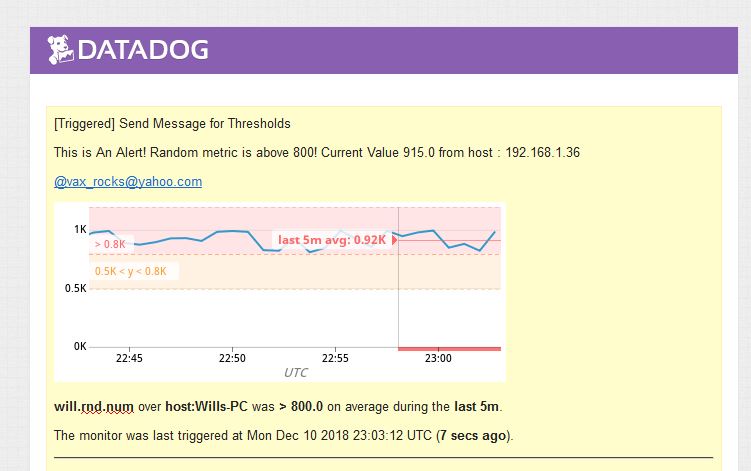 DATADOG
[Triggered] Send Message for Thresholds
This is An Alert! Random metric is above 800! Current Value 915.0 from host : 192.168.1.36
@vax_rocks@yahoo.com
1K
> 0.8K
last 5m avg: 0.92K
0.5K < y < 0.8K
0.5K
0K
22:45 22:50 22:55 23:00
UTC
will.rnd.num over host:Wills-PC was > 800.0 on average during the last 5m.
The monitor was last triggered at Mon Dec 10 2018 23:03:12 UTC (7 secs ago).